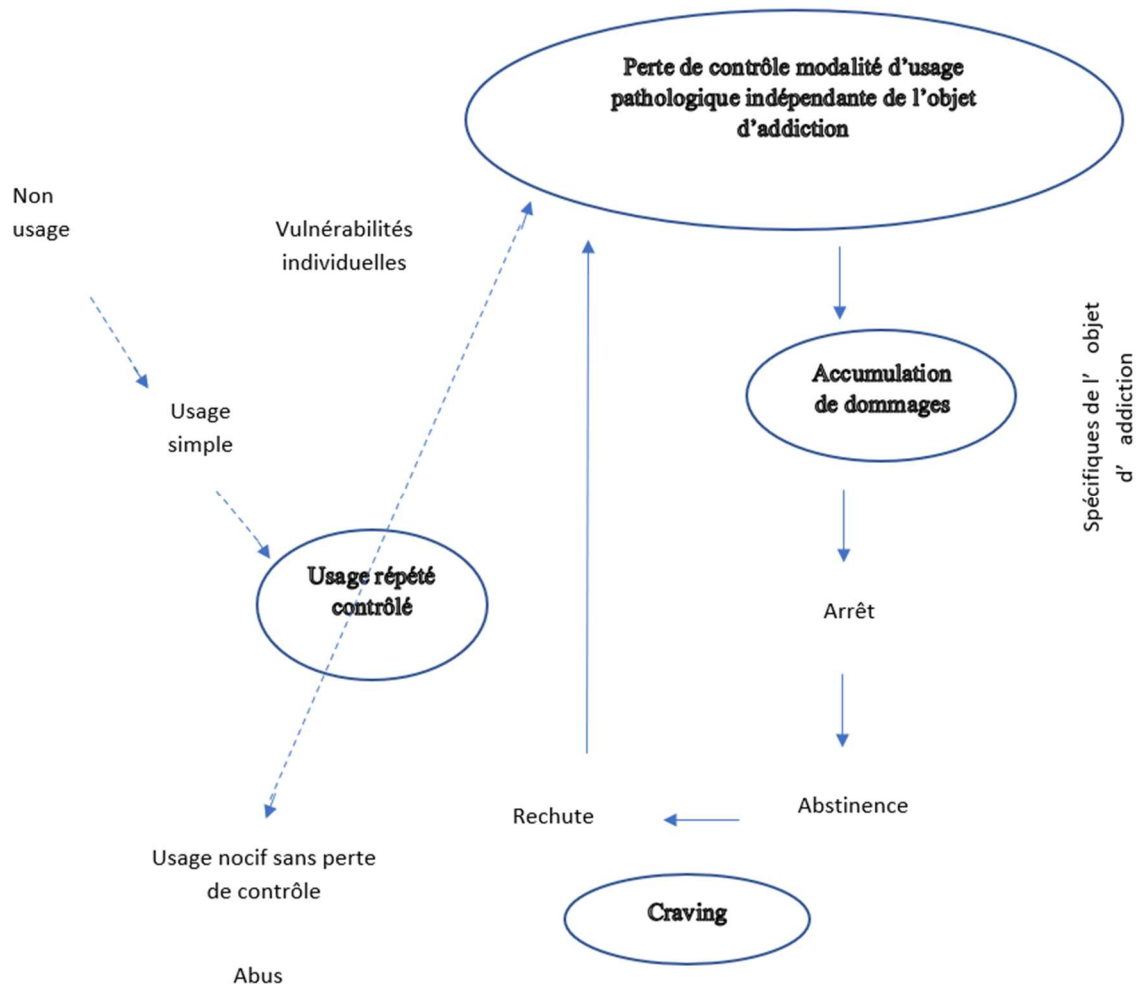 Perte de contrôle modalité d’usage
pathologique indépendante de l’objet
d’addiction
Non
usage
Vulnérabilités
individuelles
Accumulation
de dommages
Spécifiques de l’ objet
d’ addiction
Usage
simple
Usage répété
contrôlé
Arrêt
Abstinence
Rechute
Usage nocif sans perte
de contrôle
Craving
Abus